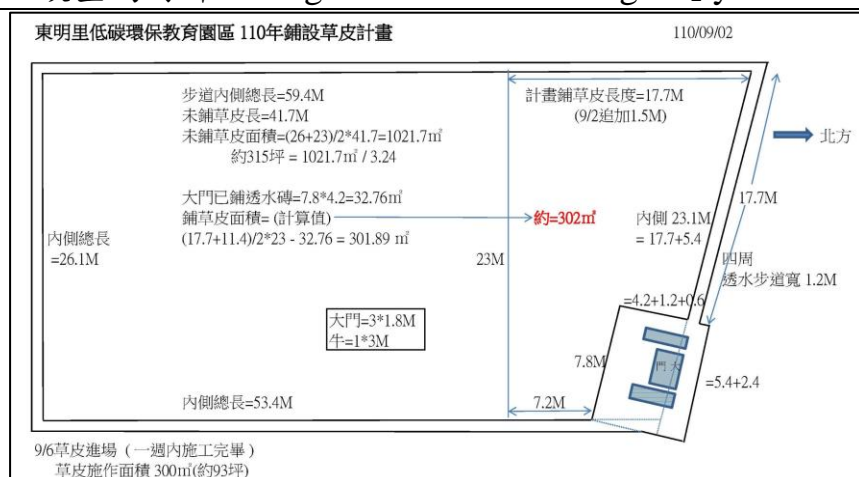 東明里低碳環保教育園區 110年鋪設草皮計畫
110/09/02
步道內側總長=59.4M
未鋪草皮長=41.7M
未鋪草皮面積=(26+23)/2*41.7=1021.7㎡
約315坪 = 1021.7㎡ / 3.24
計畫鋪草皮長度=17.7M
(9/2追加1.5M)
北方
大門已鋪透水磚=7.8*4.2=32.76㎡
鋪草皮面積= (計算值)
(17.7+11.4)/2*23 - 32.76 = 301.89 ㎡
約=302㎡
17.7M
內側 23.1M
= 17.7+5.4
內側總長
=26.1M
23M
四周
透水步道寬 1.2M
=4.2+1.2+0.6
大門=3*1.8M
牛=1*3M
7.8M
大門
=5.4+2.4
內側總長=53.4M
7.2M
9/6草皮進場（一週內施工完畢）
草皮施作面積 300㎡(約93坪)